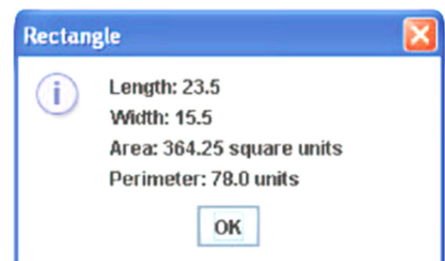 Rectangle
Length: 23.5
Width: 15.5
Area: 364.25 square units
Perimeter: 78.0 units
OK